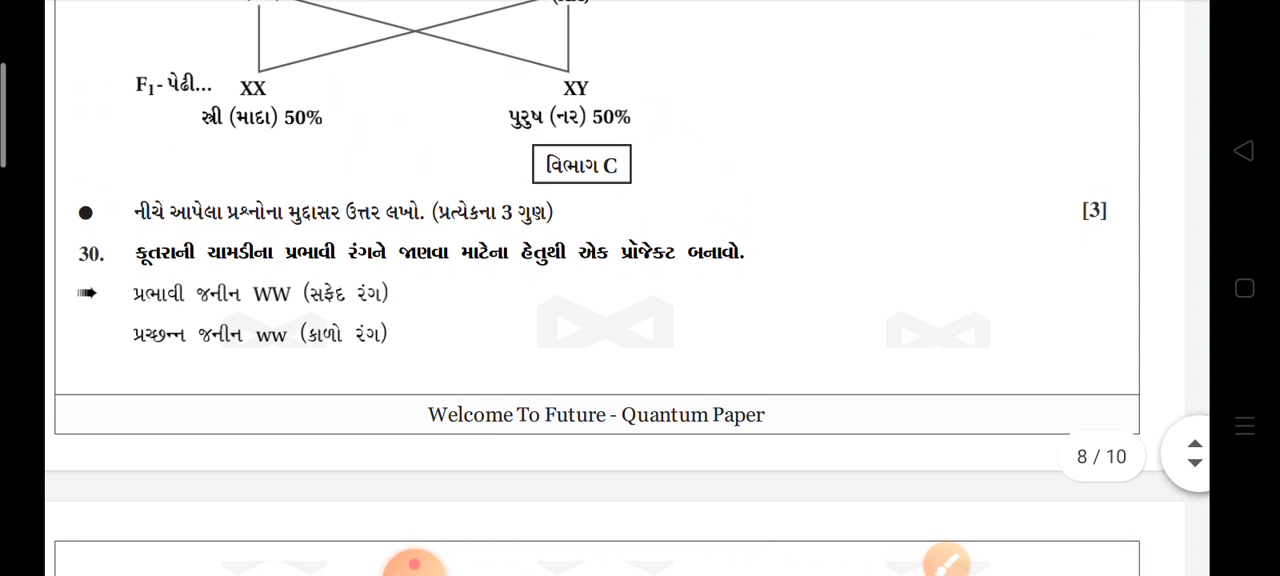 F1- પેઢી... XX XY
સ્ત્રી (માદા) 50% પુરુષ (નર) 50%
વિભાગ C
● નીચે આપેલા પ્રશ્નોના મુદ્દાસર ઉત્તર લખો. (પ્રત્યેકના 3 ગુણ) [3]
30. કૂતરાની ચામડીના પ્રભાવી રંગને જાણવા માટેના હેતુથી એક પ્રૉજેક્ટ બનાવો.
➠ પ્રભાવી જનીન WW (સફેદ રંગ)
પ્રચ્છન્ન જનીન ww (કાળો રંગ)
Welcome To Future - Quantum Paper
8 / 10